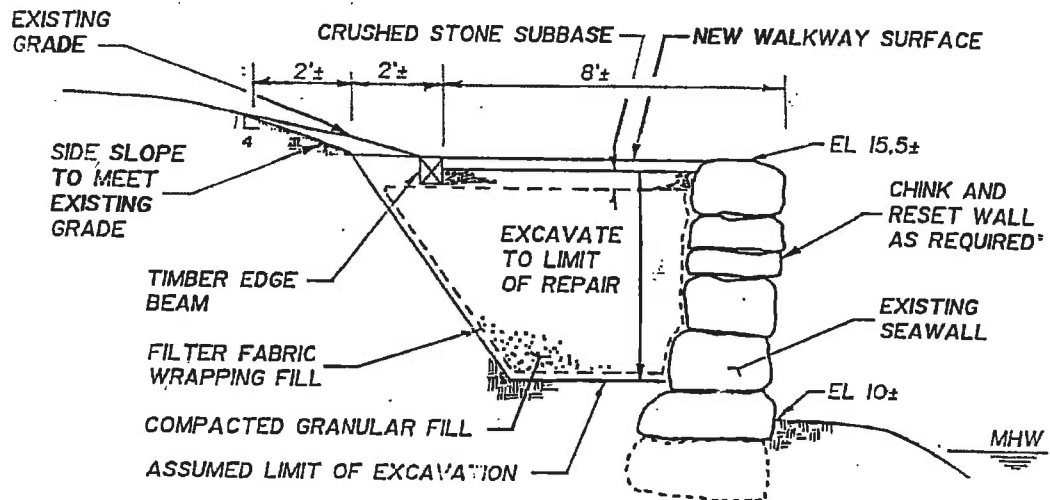 EXISTING
GRADE
CRUSHED STONE SUBBASE
NEW WALKWAY SURFACE
2'±
2'±
8'±
1
4
EL 15.5±
SIDE SLOPE
TO MEET
EXISTING
GRADE
CHINK AND
RESET WALL
AS REQUIRED
EXCAVATE
TO LIMIT
OF REPAIR
TIMBER EDGE
BEAM
EXISTING
SEAWALL
FILTER FABRIC
WRAPPING FILL
EL 10±
COMPACTED GRANULAR FILL
MHW
ASSUMED LIMIT OF EXCAVATION